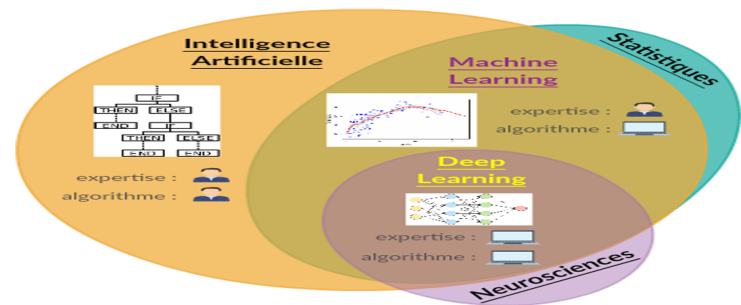 Intelligence
Artificielle
IF
THEN ELSE
END IF
THEN ELSE
END END
expertise :
algorithme :
Machine
Learning
expertise :
algorithme :
Statistiques
Deep
Learning
expertise :
algorithme :
Neurosciences